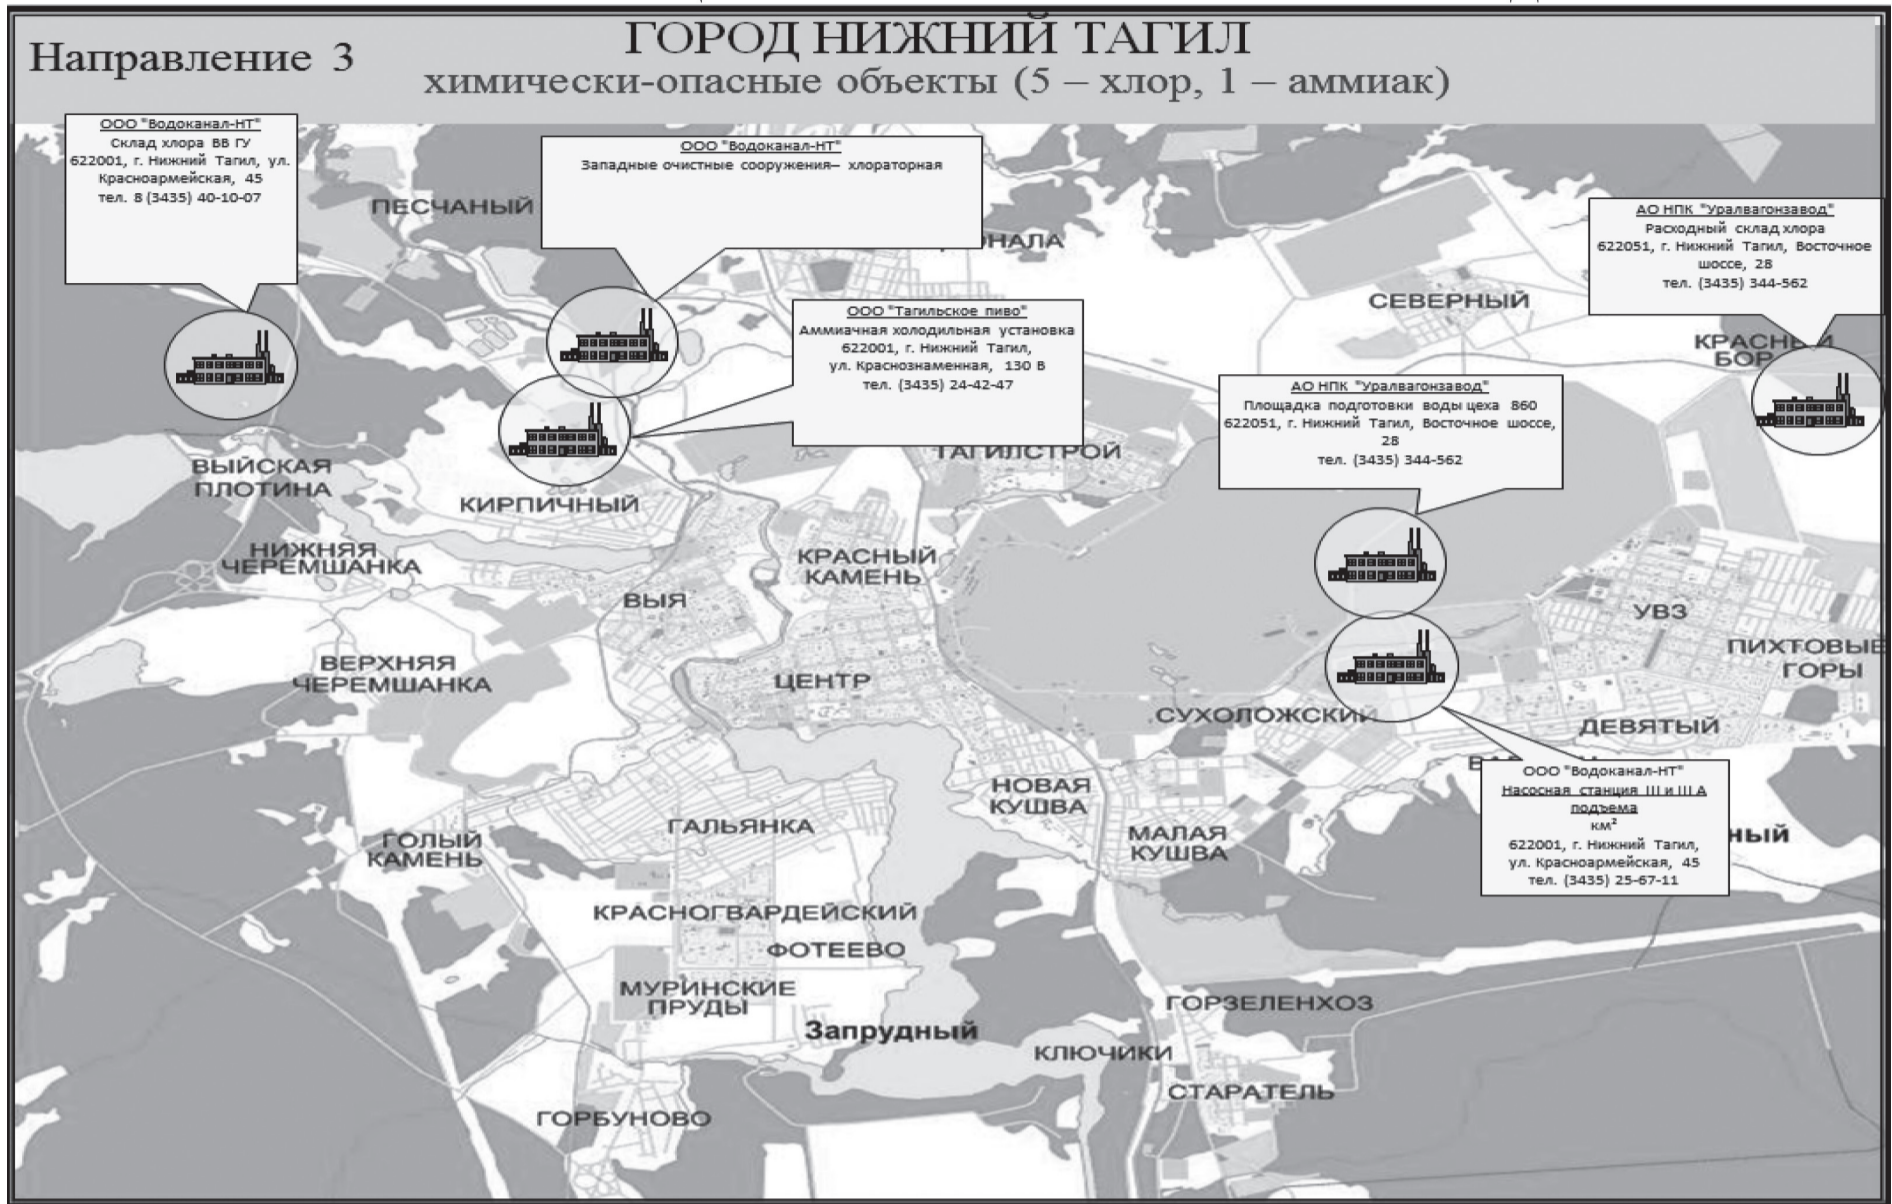 Направление 3
ГОРОД НИЖНИЙ ТАГИЛ
химически-опасные объекты (5 – хлор, 1 – аммиак)
ООО "Водоканал-НТ"
Склад хлора ВВ ГУ
622001, г. Нижний Тагил, ул.
Красноармейская, 45
тел. 8 (3435) 40-10-07
ООО "Водоканал-НТ"
Западные очистные сооружения– хлораторная
ООО "Тагильское пиво"
Аммиачная холодильная установка
622001, г. Нижний Тагил,
ул. Краснознаменная, 130 В
тел. (3435) 24-42-47
АО НПК "Уралвагонзавод"
Расходный склад хлора
622051, г. Нижний Тагил, Восточное
шоссе, 28
тел. (3435) 344-562
АО НПК "Уралвагонзавод"
Площадка подготовки воды цеха 860
622051, г. Нижний Тагил, Восточное шоссе,
28
тел. (3435) 344-562
ООО "Водоканал-НТ"
Насосная станция III и III А
подъема
км²
622001, г. Нижний Тагил,
ул. Красноармейская, 45
тел. (3435) 25-67-11
ПЕСЧАНЫЙ
СЕВЕРНЫЙ
КРАСНЫЙ
БОР
ТАГИЛСТРОЙ
ВЫЙСКАЯ
ПЛОТИНА
КИРПИЧНЫЙ
НИЖНЯЯ
ЧЕРЕМШАНКА
КРАСНЫЙ
КАМЕНЬ
ВЫЯ
УВЗ
ПИХТОВЫЕ
ГОРЫ
ВЕРХНЯЯ
ЧЕРЕМШАНКА
ЦЕНТР
СУХОЛОЖСКИЙ
ДЕВЯТЫЙ
НОВАЯ
КУШВА
ГАЛЬЯНКА
МАЛАЯ
КУШВА
ный
ГОЛЫЙ
КАМЕНЬ
КРАСНОГВАРДЕЙСКИЙ
ФОТЕЕВО
МУРИНСКИЕ
ПРУДЫ
Запрудный
ГОРЗЕЛЕНХОЗ
КЛЮЧИКИ
СТАРАТЕЛЬ
ГОРБУНОВО